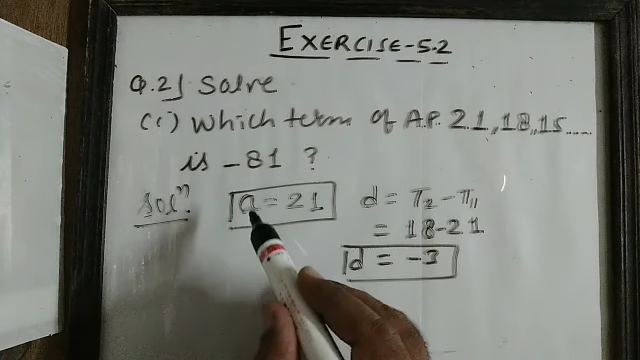 EXERCISE-5.2
Q.2] Solve
(i) Which term of A.P. 21, 18, 15......
is -81 ?
Solⁿ. a = 21 d = T₂ - T₁
= 18-21
d = -3